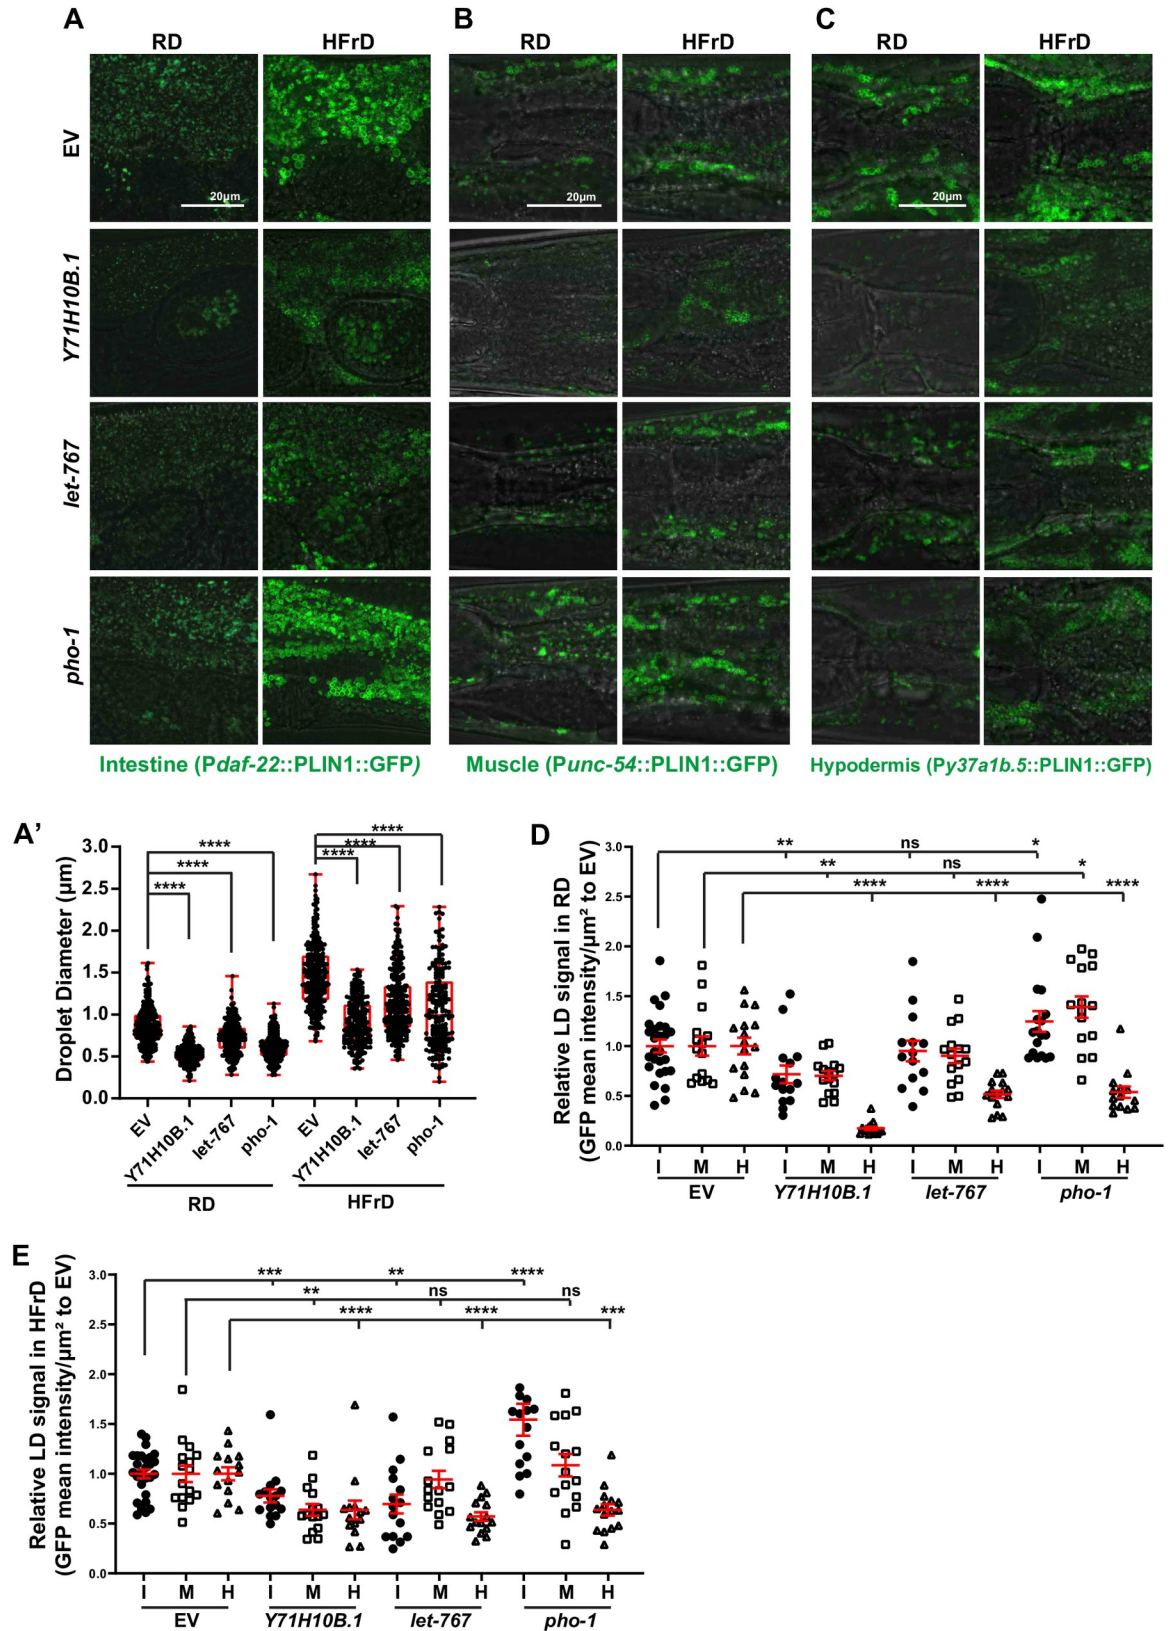 A
B
C
RD
HFrD
RD
HFrD
RD
HFrD
EV
20μm
20μm
20μm
Y71H10B.1
let-767
pho-1
Intestine (Pdaf-22::PLIN1::GFP)
Muscle (Punc-54::PLIN1::GFP)
Hypodermis (Py37a1b.5::PLIN1::GFP)
A'
Droplet Diameter (μm)
3.0
2.5
2.0
1.5
1.0
0.5
0.0
****
****
****
****
****
****
EV
Y71H10B.1
let-767
pho-1
EV
Y71H10B.1
let-767
pho-1
RD
HFrD
D
Relative LD signal in RD
(GFP mean intensity/μm² to EV)
3.0
2.5
2.0
1.5
1.0
0.5
0.0
** ns *
** ns *
**** **** ****
I M H I M H I M H I M H
EV Y71H10B.1 let-767 pho-1
E
Relative LD signal in HFrD
(GFP mean intensity/μm² to EV)
3.0
2.5
2.0
1.5
1.0
0.5
0.0
*** ** ****
** ns ns
**** **** ***
I M H I M H I M H I M H
EV Y71H10B.1 let-767 pho-1